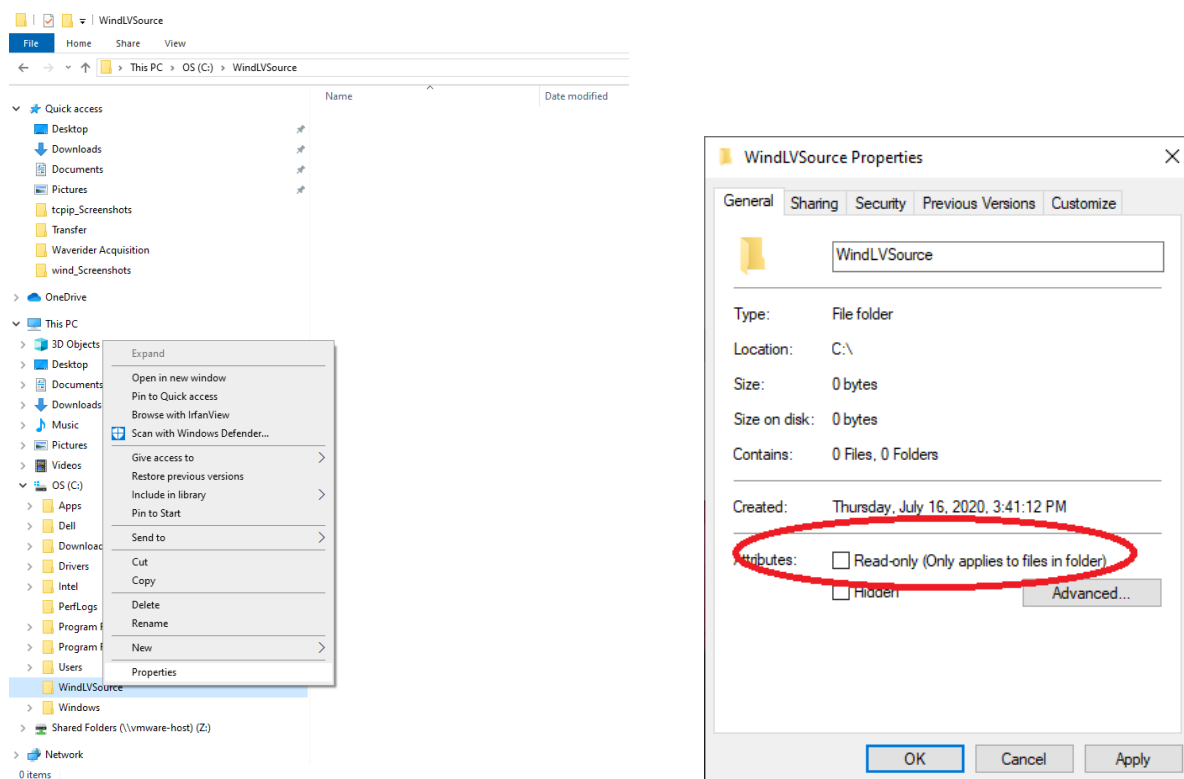 WindLVSource
File Home Share View
This PC > OS (C:) > WindLVSource
Name Date modified
Quick access
Desktop
Downloads
Documents
Pictures
tcpip_Screenshots
Transfer
Waverider Acquisition
wind_Screenshots
OneDrive
This PC
3D Objects
Desktop
Documents
Downloads
Music
Pictures
Videos
OS (C:)
Apps
Dell
Downloac
Drivers
Intel
PerfLogs
Program F
Program F
Users
WindLVSource
Windows
Shared Folders (\\vmware-host) (Z:)
Network
0 items
Expand
Open in new window
Pin to Quick access
Browse with IrfanView
Scan with Windows Defender...
Give access to
Restore previous versions
Include in library
Pin to Start
Send to
Cut
Copy
Delete
Rename
New
Properties
WindLVSource Properties
General Sharing Security Previous Versions Customize
WindLVSource
Type: File folder
Location: C:\
Size: 0 bytes
Size on disk: 0 bytes
Contains: 0 Files, 0 Folders
Created: Thursday, July 16, 2020, 3:41:12 PM
Attributes: Read-only (Only applies to files in folder)
Hidden Advanced...
OK Cancel Apply